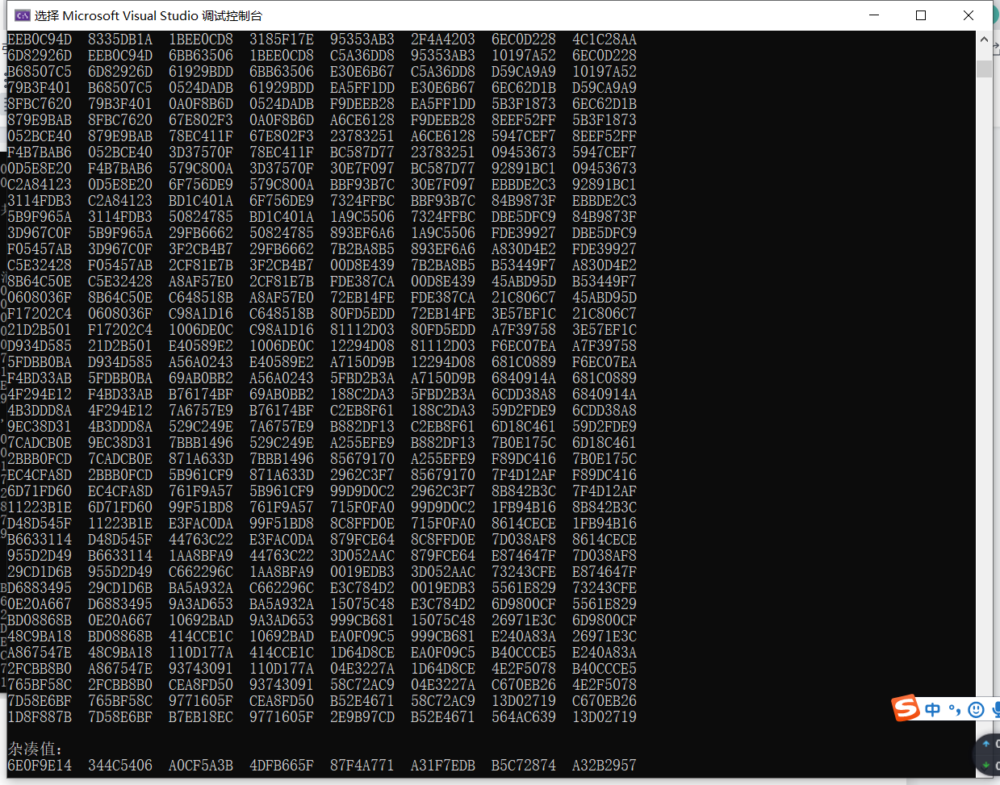 选择 Microsoft Visual Studio 调试控制台
EEB0C94D 8335DB1A 1BEE0CD8 3185F17E 95353AB3 2F4A4203 6EC0D228 4C1C28AA
6D82926D EEB0C94D 6BB63506 1BEE0CD8 C5A36DD8 95353AB3 10197A52 6EC0D228
B68507C5 6D82926D 61929BDD 6BB63506 E30E6B67 C5A36DD8 D59CA9A9 10197A52
79B3F401 B68507C5 0524DADB 61929BDD EA5FF1DD E30E6B67 6EC62D1B D59CA9A9
8FBC7620 79B3F401 0A0F8B6D 0524DADB F9DEEB28 EA5FF1DD 5B3F1873 6EC62D1B
879E9BAB 8FBC7620 67E802F3 0A0F8B6D A6CE6128 F9DEEB28 8EEF52FF 5B3F1873
052BCE40 879E9BAB 78EC411F 67E802F3 23783251 A6CE6128 5947CEF7 8EEF52FF
F4B7BAB6 052BCE40 3D37570F 78EC411F BC587D77 23783251 09453673 5947CEF7
0D5E8E20 F4B7BAB6 579C800A 3D37570F 30E7F097 BC587D77 92891BC1 09453673
C2A84123 0D5E8E20 6F756DE9 579C800A BBF93B7C 30E7F097 EBBDE2C3 92891BC1
3114FDB3 C2A84123 BD1C401A 6F756DE9 7324FFBC BBF93B7C 84B9873F EBBDE2C3
5B9F965A 3114FDB3 50824785 BD1C401A 1A9C5506 7324FFBC DBE5DFC9 84B9873F
3D967C0F 5B9F965A 29FB6662 50824785 893EF6A6 1A9C5506 FDE39927 DBE5DFC9
F05457AB 3D967C0F 3F2CB4B7 29FB6662 7B2BA8B5 893EF6A6 A830D4E2 FDE39927
C5E32428 F05457AB 2CF81E7B 3F2CB4B7 00D8E439 7B2BA8B5 B53449F7 A830D4E2
8B64C50E C5E32428 A8AF57E0 2CF81E7B FDE387CA 00D8E439 45ABD95D B53449F7
0608036F 8B64C50E C648518B A8AF57E0 72EB14FE FDE387CA 21C806C7 45ABD95D
F17202C4 0608036F C98A1D16 C648518B 80FD5EDD 72EB14FE 3E57EF1C 21C806C7
21D2B501 F17202C4 1006DE0C C98A1D16 81112D03 80FD5EDD A7F39758 3E57EF1C
D934D585 21D2B501 E40589E2 1006DE0C 12294D08 81112D03 F6EC07EA A7F39758
5FDBB0BA D934D585 A56A0243 E40589E2 A7150D9B 12294D08 681C0889 F6EC07EA
F4BD33AB 5FDBB0BA 69AB0BB2 A56A0243 5FBD2B3A A7150D9B 6840914A 681C0889
4F294E12 F4BD33AB B76174BF 69AB0BB2 188C2DA3 5FBD2B3A 6CDD38A8 6840914A
4B3DDD8A 4F294E12 7A6757E9 B76174BF C2EB8F61 188C2DA3 59D2FDE9 6CDD38A8
9EC38D31 4B3DDD8A 529C249E 7A6757E9 B882DF13 C2EB8F61 6D18C461 59D2FDE9
7CADCB0E 9EC38D31 7BBB1496 529C249E A255EFE9 B882DF13 7B0E175C 6D18C461
2BBB0FCD 7CADCB0E 871A633D 7BBB1496 85679170 A255EFE9 F89DC416 7B0E175C
EC4CFA8D 2BBB0FCD 5B961CF9 871A633D 2962C3F7 85679170 7F4D12AF F89DC416
6D71FD60 EC4CFA8D 761F9A57 5B961CF9 99D9D0C2 2962C3F7 8B842B3C 7F4D12AF
11223B1E 6D71FD60 99F51BD8 761F9A57 715F0FA0 99D9D0C2 1FB94B16 8B842B3C
D48D545F 11223B1E E3FAC0DA 99F51BD8 8C8FFD0E 715F0FA0 8614CECE 1FB94B16
B6633114 D48D545F 44763C22 E3FAC0DA 879FCE64 8C8FFD0E 7D038AF8 8614CECE
955D2D49 B6633114 1AA8BFA9 44763C22 3D052AAC 879FCE64 E874647F 7D038AF8
29CD1D6B 955D2D49 C662296C 1AA8BFA9 0019EDB3 3D052AAC 73243CFE E874647F
D6883495 29CD1D6B BA5A932A C662296C E3C784D2 0019EDB3 5561E829 73243CFE
0E20A667 D6883495 9A3AD653 BA5A932A 15075C48 E3C784D2 6D9800CF 5561E829
BD08868B 0E20A667 10692BAD 9A3AD653 999CB681 15075C48 26971E3C 6D9800CF
48C9BA18 BD08868B 414CCE1C 10692BAD EA0F09C5 999CB681 E240A83A 26971E3C
A867547E 48C9BA18 110D177A 414CCE1C 1D64D8CE EA0F09C5 B40CCCE5 E240A83A
2FCBB8B0 A867547E 93743091 110D177A 04E3227A 1D64D8CE 4E2F5078 B40CCCE5
765BF58C 2FCBB8B0 CEA8FD50 93743091 58C72AC9 04E3227A C670EB26 4E2F5078
7D58E6BF 765BF58C 9771605F CEA8FD50 B52E4671 58C72AC9 13D02719 C670EB26
1D8F887B 7D58E6BF B7EB18EC 9771605F 2E9B97CD B52E4671 564AC639 13D02719
杂凑值:
6E0F9E14 344C5406 A0CF5A3B 4DFB665F 87F4A771 A31F7EDB B5C72874 A32B2957
中